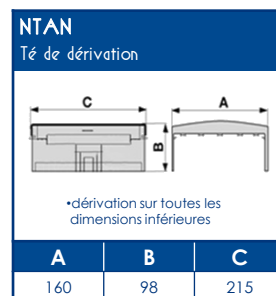 NTAN
Té de dérivation
C
A
B
•dérivation sur toutes les
dimensions inférieures
A B C
160 98 215